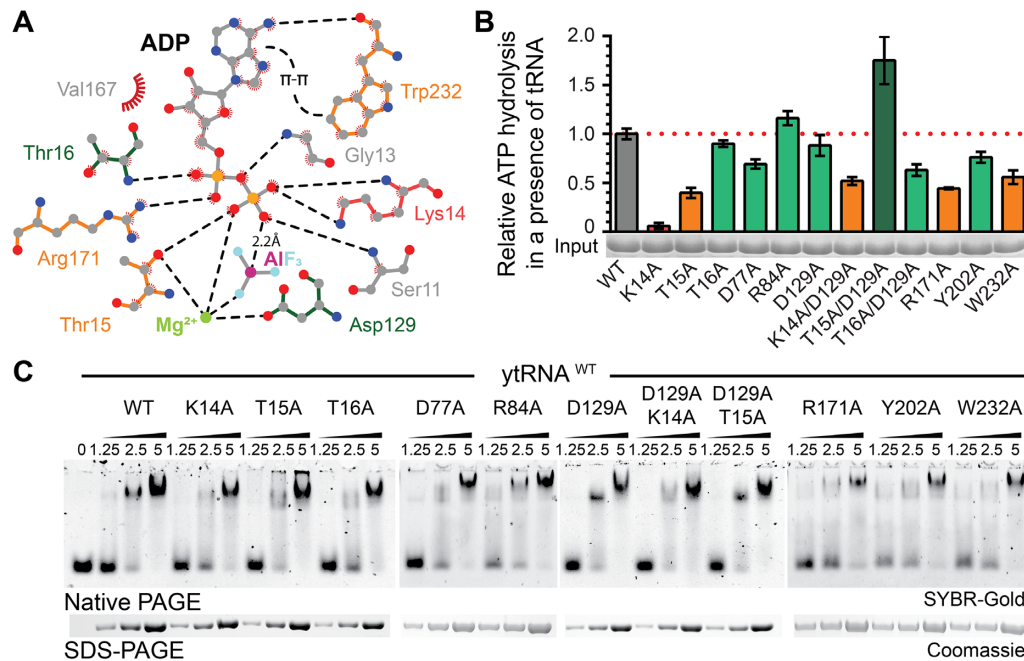 A
ADP
π-π
Val167
Trp232
Thr16
Gly13
Lys14
Arg171
2.2Å
AlF₃
Ser11
Thr15
Mg²⁺
Asp129
B
Relative ATP hydrolysis
in a presence of tRNA
2.0
1.5
1.0
0.5
0
Input
WT
K14A
T15A
T16A
D77A
R84A
D129A
K14A/D129A
T15A/D129A
T16A/D129A
R171A
Y202A
W232A
C
ytRNA WT
WT K14A T15A T16A D77A R84A D129A D129A K14A D129A T15A R171A Y202A W232A
0 1.25 2.5 5 1.25 2.5 5 1.25 2.5 5 1.25 2.5 5 1.25 2.5 5 1.25 2.5 5 1.25 2.5 5 1.25 2.5 5 1.25 2.5 5 1.25 2.5 5 1.25 2.5 5 1.25 2.5 5
Native PAGE SYBR-Gold
SDS-PAGE Coomassie